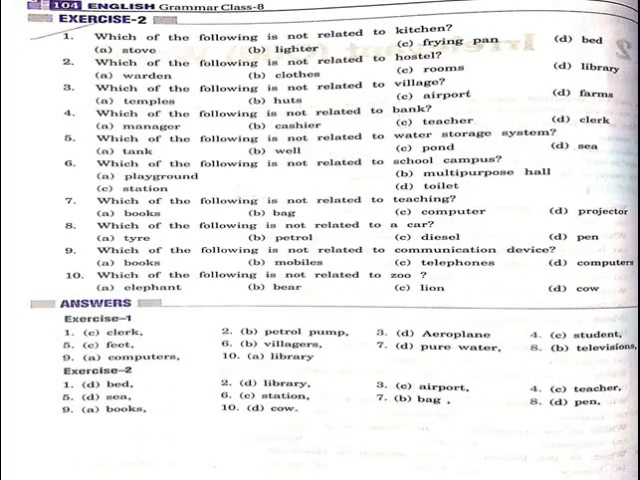 104 ENGLISH Grammar Class-8
EXERCISE-2
1. Which of the following is not related to kitchen?
(a) stove (b) lighter (c) frying pan (d) bed
2. Which of the following is not related to hostel?
(a) warden (b) clothes (c) rooms (d) library
3. Which of the following is not related to village?
(a) temples (b) huts (c) airport (d) farms
4. Which of the following is not related to bank?
(a) manager (b) cashier (c) teacher (d) clerk
5. Which of the following is not related to water storage system?
(a) tank (b) well (c) pond (d) sea
6. Which of the following is not related to school campus?
(a) playground (b) multipurpose hall
(c) station (d) toilet
7. Which of the following is not related to teaching?
(a) books (b) bag (c) computer (d) projector
8. Which of the following is not related to a car?
(a) tyre (b) petrol (c) diesel (d) pen
9. Which of the following is not related to communication device?
(a) books (b) mobiles (c) telephones (d) computers
10. Which of the following is not related to zoo ?
(a) elephant (b) bear (c) lion (d) cow
ANSWERS
Exercise-1
1. (c) clerk, 2. (b) petrol pump, 3. (d) Aeroplane 4. (c) student,
5. (c) feet, 6. (b) villagers, 7. (d) pure water, 8. (b) televisions,
9. (a) computers, 10. (a) library
Exercise-2
1. (d) bed, 2. (d) library, 3. (c) airport, 4. (c) teacher,
5. (d) sea, 6. (c) station, 7. (b) bag , 8. (d) pen,
9. (a) books, 10. (d) cow.